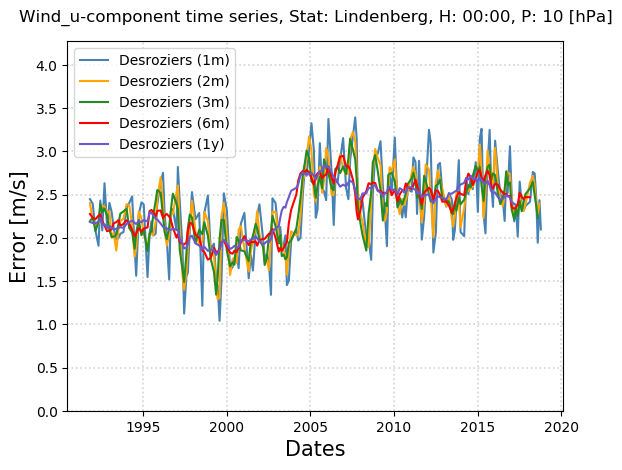 Wind_u-component time series, Stat: Lindenberg, H: 00:00, P: 10 [hPa]
Desroziers (1m)
Desroziers (2m)
Desroziers (3m)
Desroziers (6m)
Desroziers (1y)
Error [m/s]
4.0
3.5
3.0
2.5
2.0
1.5
1.0
0.5
0.0
1995 2000 2005 2010 2015 2020
Dates